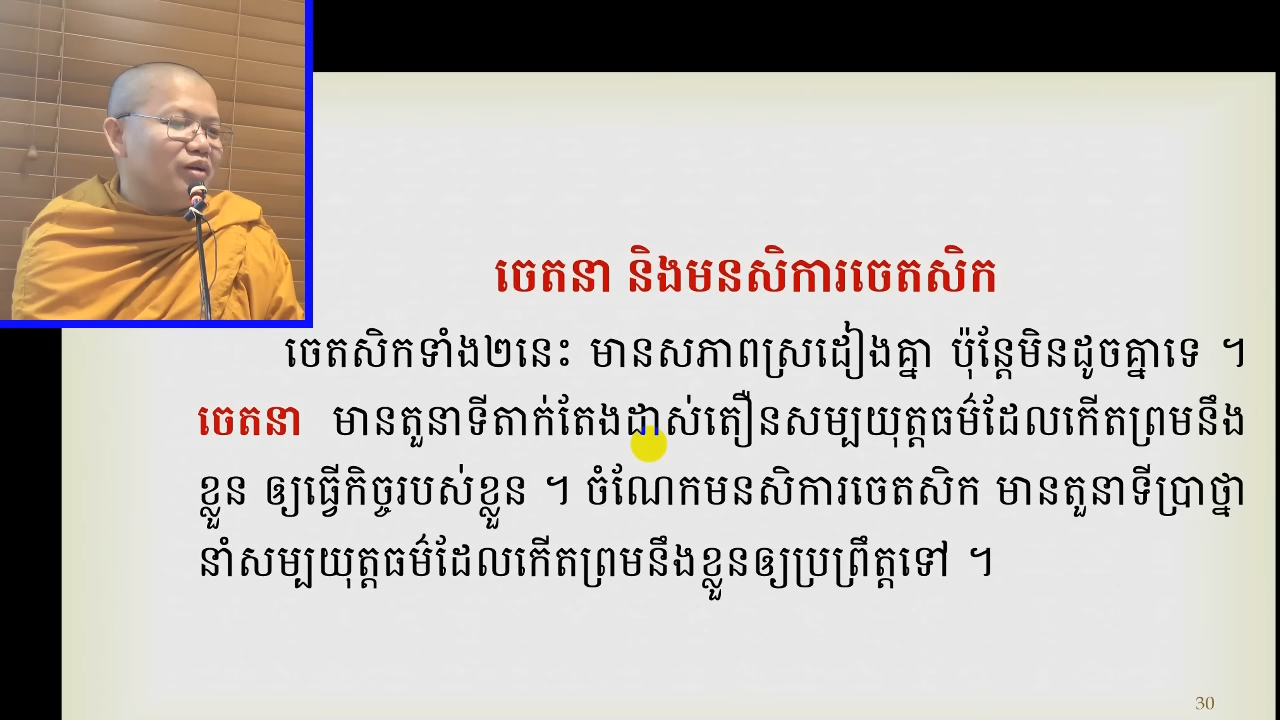 ចេតនា និងមនសិការចេតសិក
ចេតសិកទាំង២នេះ មានសភាពស្រដៀងគ្នា ប៉ុន្តែមិនដូចគ្នាទេ ។
ចេតនា មានតួនាទីតាក់តែងដាស់តឿនសម្បយុត្តធម៌ដែលកើតព្រមនឹង
ខ្លួន ឲ្យធ្វើកិច្ចរបស់ខ្លួន ។ ចំណែកមនសិការចេតសិក មានតួនាទីប្រាថ្នា
នាំសម្បយុត្តធម៌ដែលកើតព្រមនឹងខ្លួនឲ្យប្រព្រឹត្តទៅ ។
30